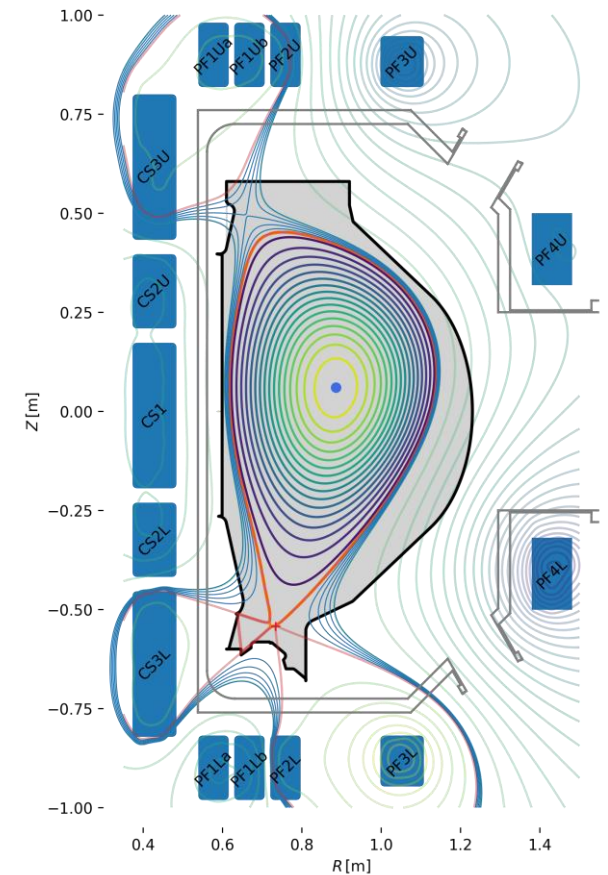 1.00
0.75
0.50
0.25
0.00
−0.25
−0.50
−0.75
−1.00
Z [m]
PF1Ua
PF1Ub
PF2U
PF3U
CS3U
PF4U
CS2U
CS1
CS2L
PF4L
CS3L
PF1La
PF1Lb
PF2L
PF3L
0.4 0.6 0.8 1.0 1.2 1.4
R [m]